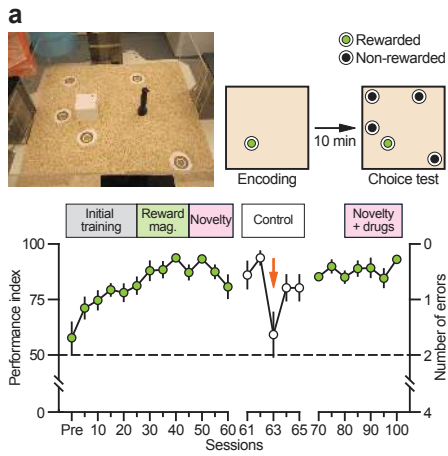 a
Rewarded
Non-rewarded
10 min
Encoding
Choice test
Initial training
Reward mag.
Novelty
Control
Novelty + drugs
Performance index
100
75
50
0
Number of errors
0
1
2
4
Pre 10 20 30 40 50 60 61 63 65 70 80 90 100
Sessions